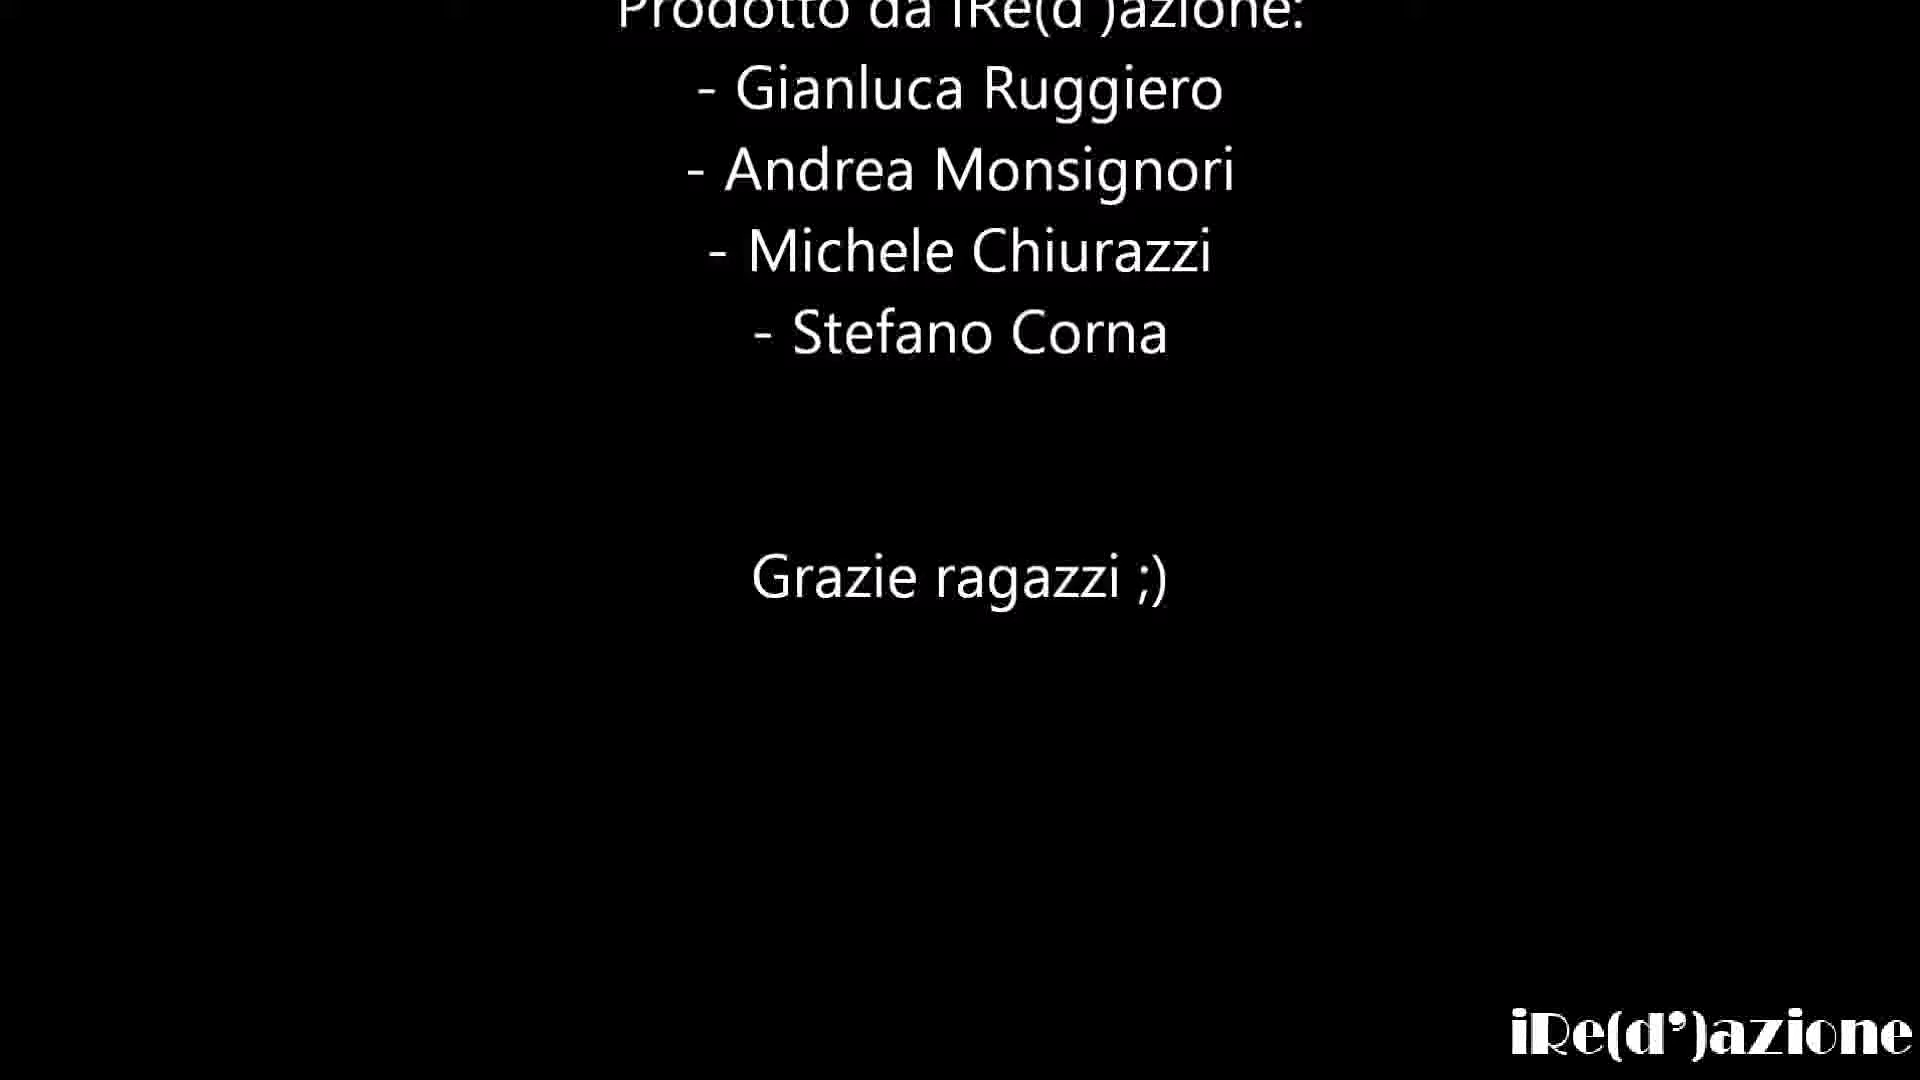 Prodotto da iRe(d')azione:
- Gianluca Ruggiero
- Andrea Monsignori
- Michele Chiurazzi
- Stefano Corna
Grazie ragazzi ;)
iRe(d')azione